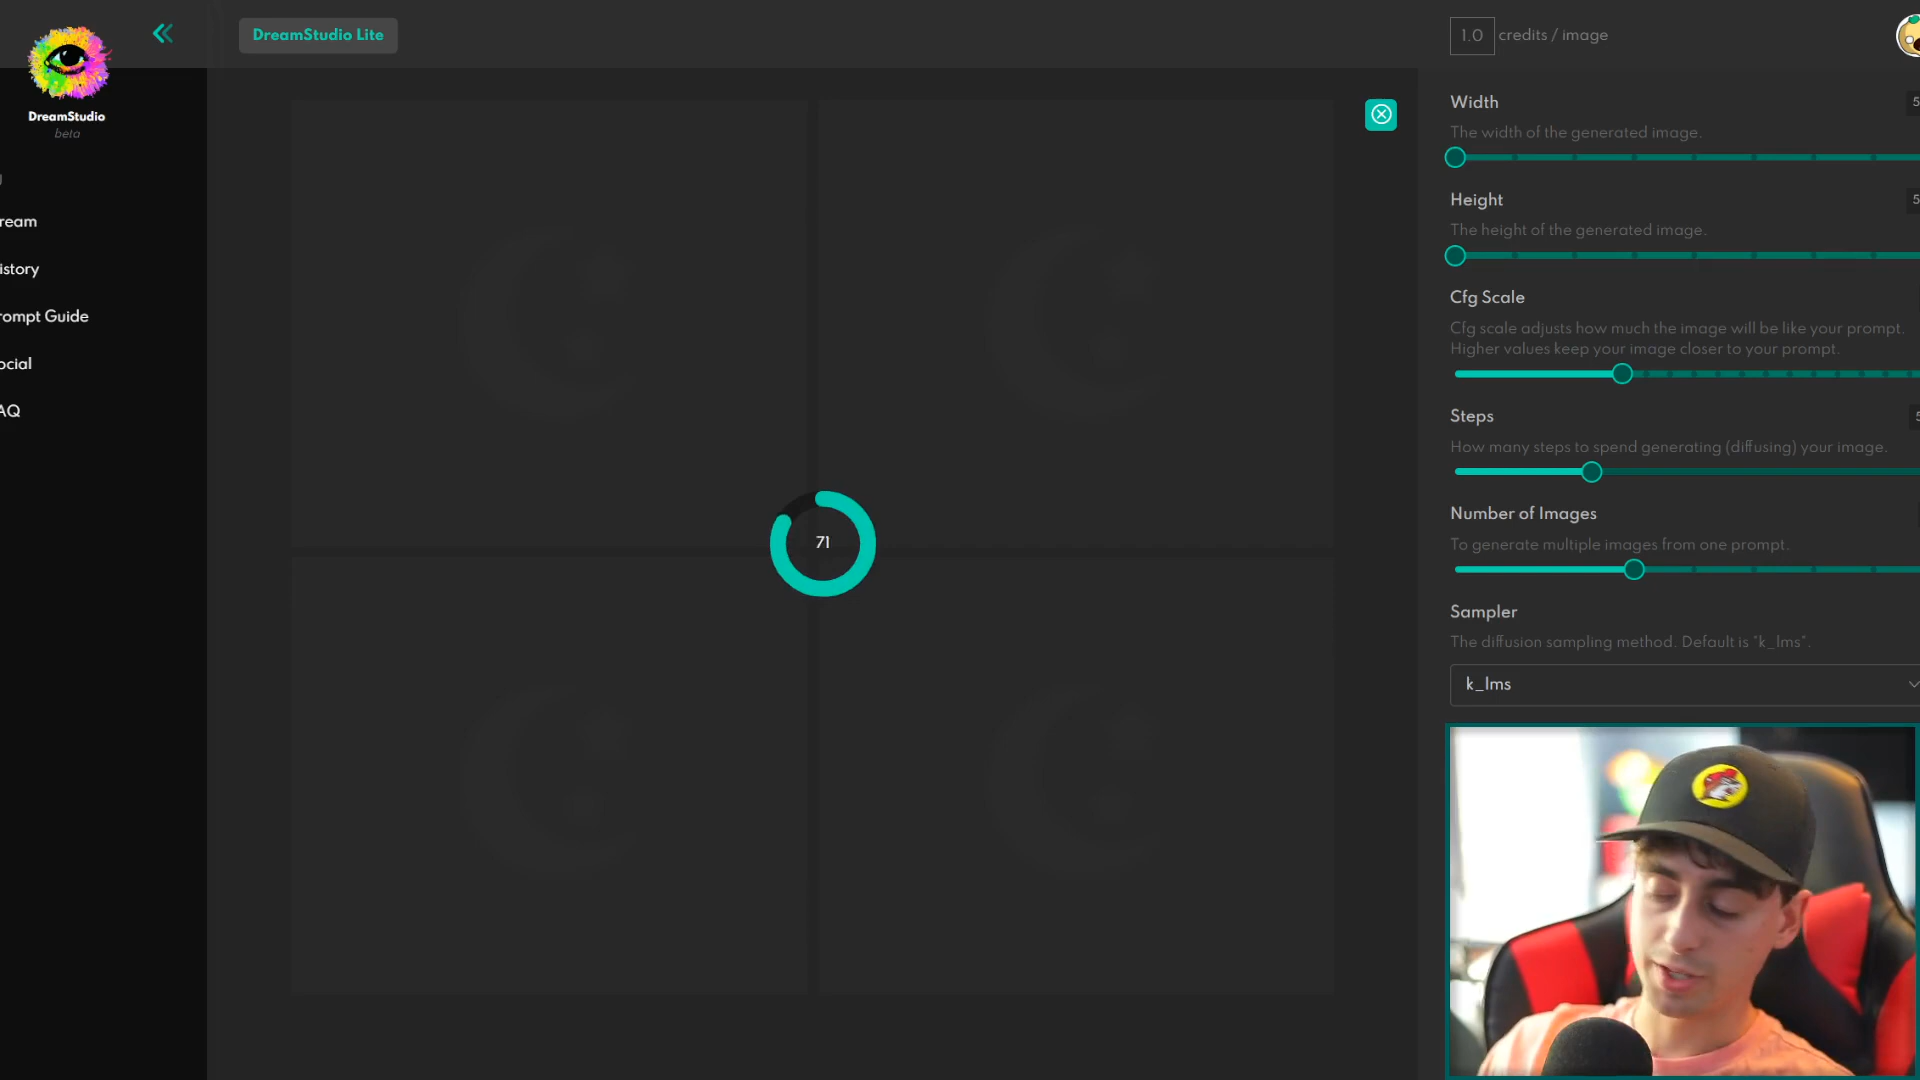 DreamStudio
beta
ream
istory
rompt Guide
ocial
AQ
DreamStudio Lite
71
1.0 credits / image
Width
The width of the generated image.
Height
The height of the generated image.
Cfg Scale
Cfg scale adjusts how much the image will be like your prompt.
Higher values keep your image closer to your prompt.
Steps
How many steps to spend generating (diffusing) your image.
Number of Images
To generate multiple images from one prompt.
Sampler
The diffusion sampling method. Default is "k_lms".
k_lms